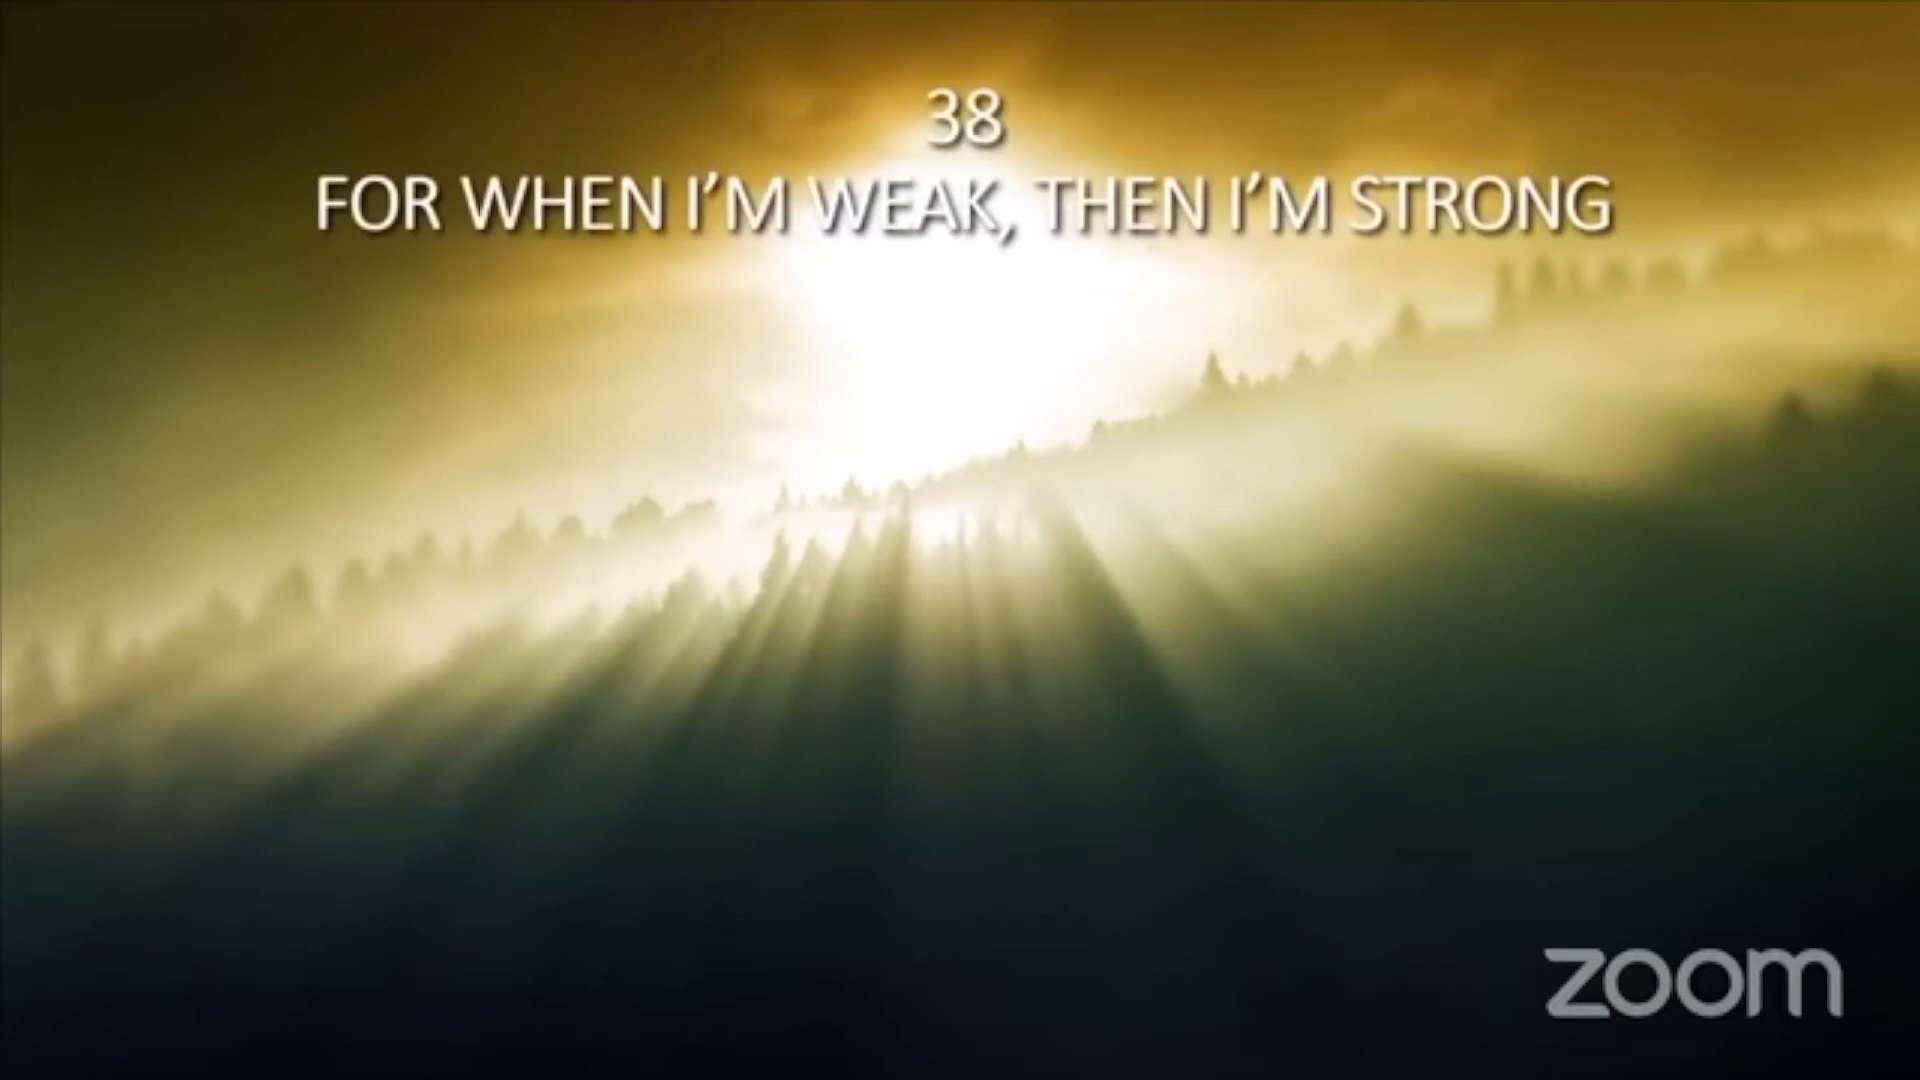 38
FOR WHEN I’M WEAK, THEN I’M STRONG
zoom